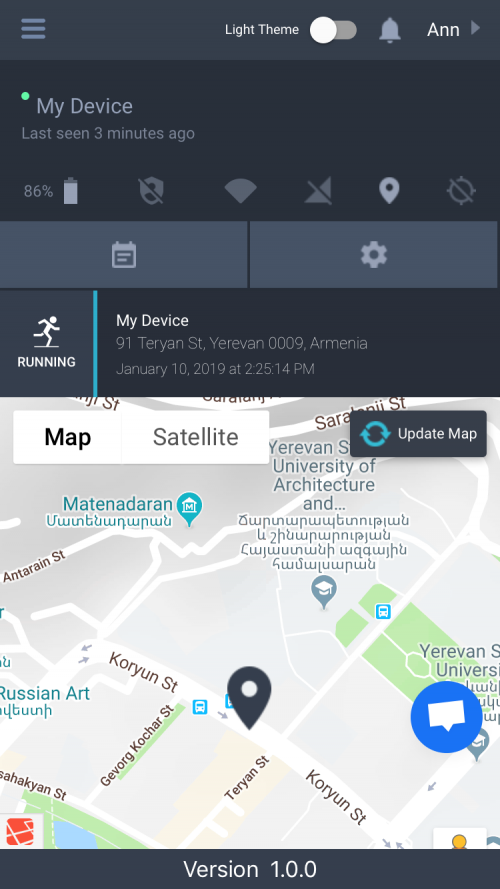 Light Theme
Ann
My Device
Last seen 3 minutes ago
86%
RUNNING
My Device
91 Teryan St, Yerevan 0009, Armenia
January 10, 2019 at 2:25:14 PM
Map
Satellite
Update Map
Saralanji St
Yerevan S
University of
Architecture
and...
Ճարտարապետության
և շինարարության
Հայաստանի ազգային
համալսարան
Matenadaran
Մատենադարան
Antarain St
Koryun St
Yerevan S
Universi
Russian Art
Gevorg Kochar St
Teryan St
Koryun St
sahakyan St
Version 1.0.0